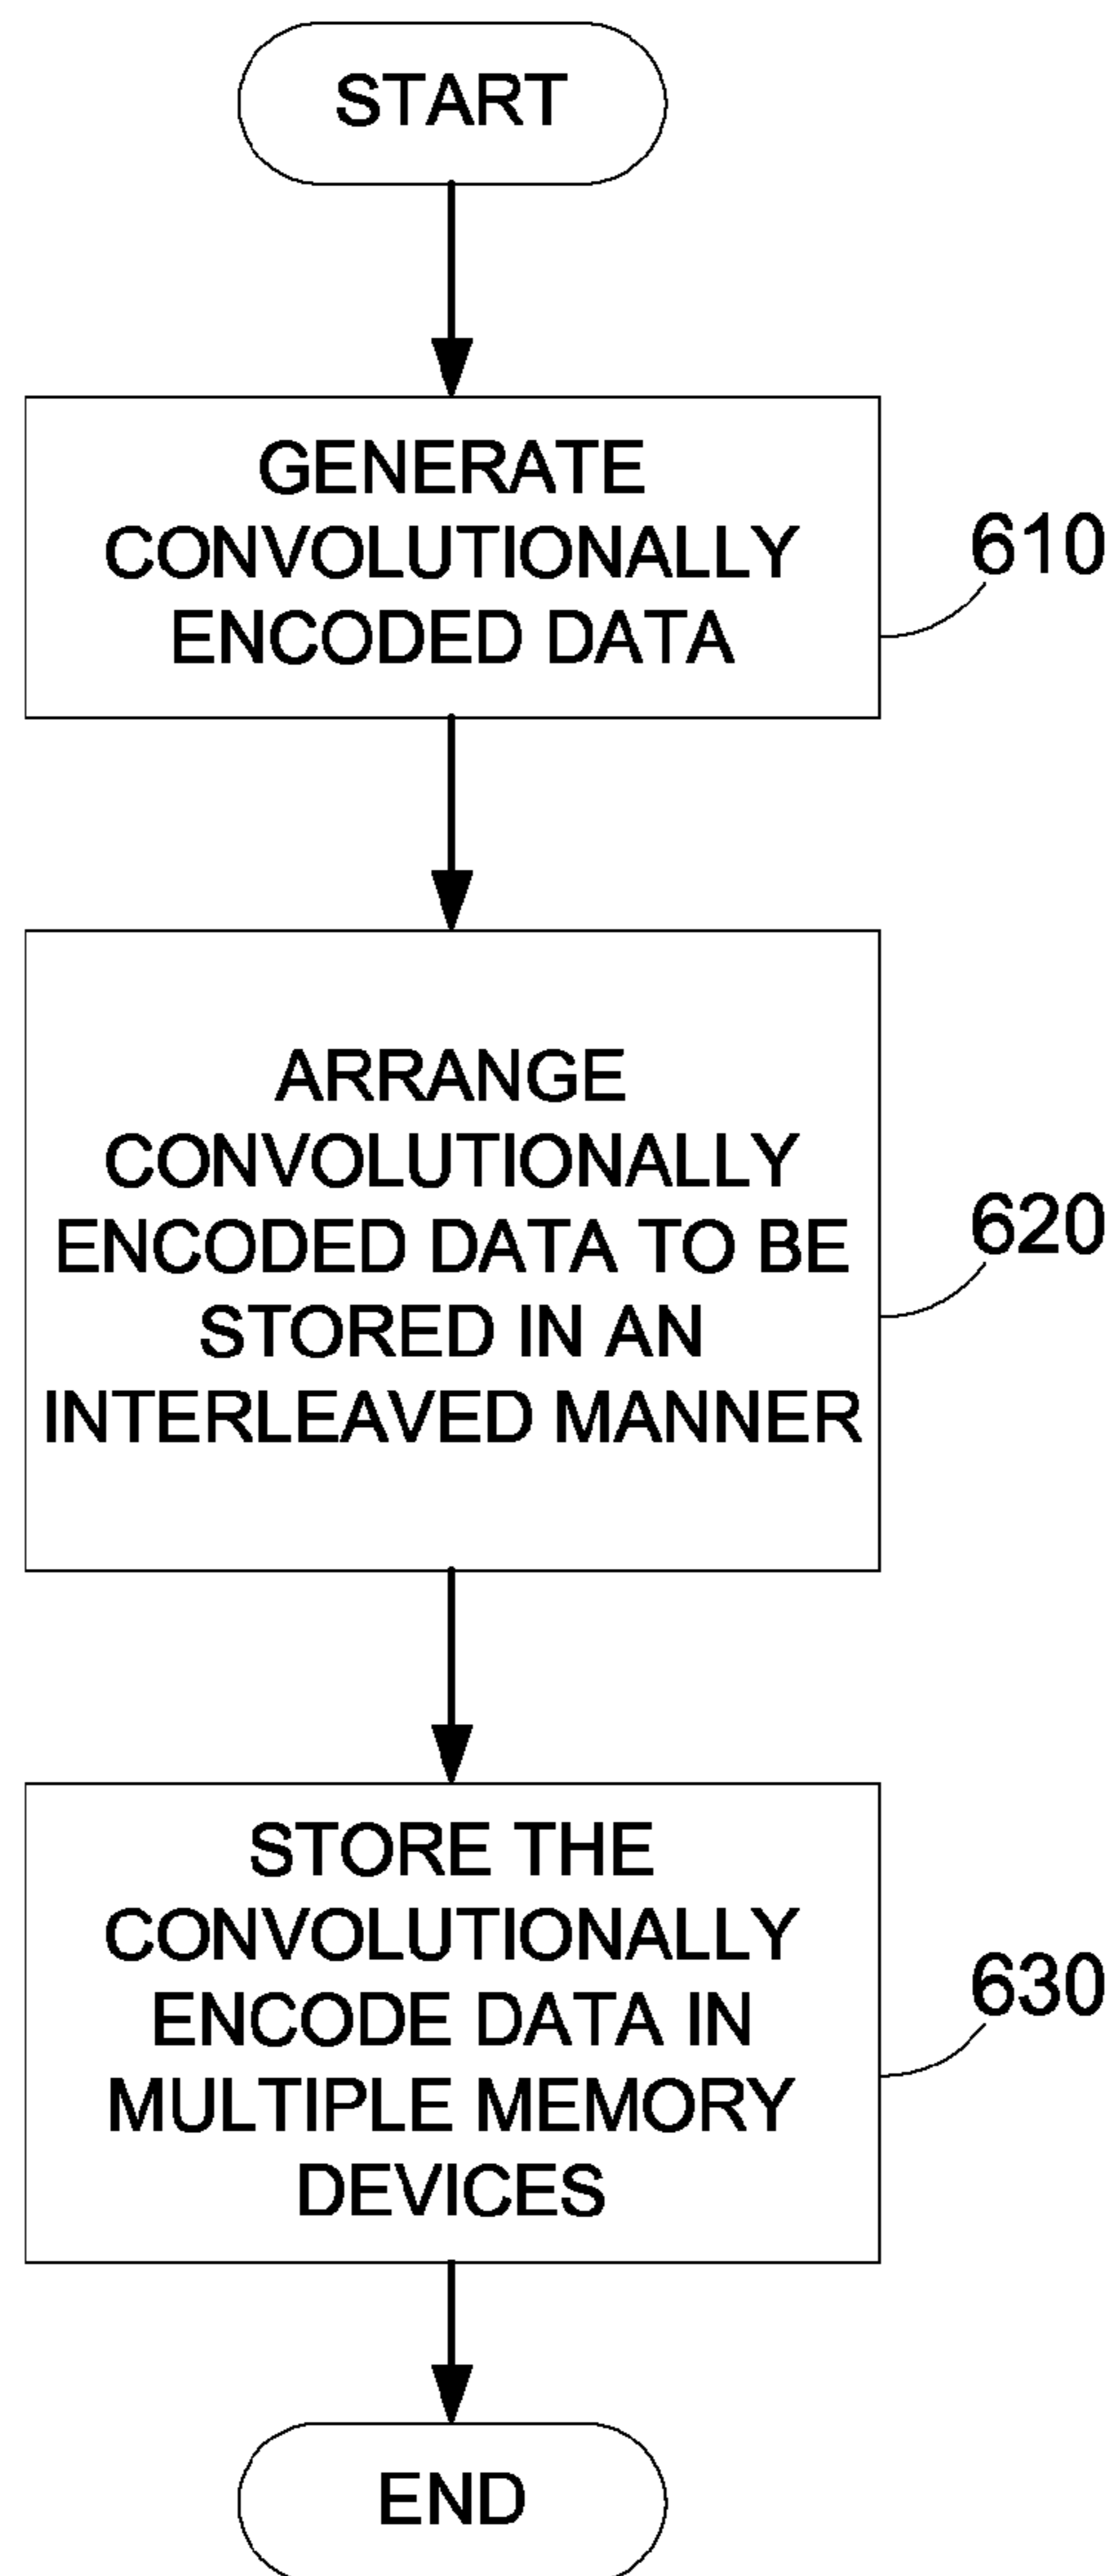 START
GENERATE
CONVOLUTIONALLY
ENCODED DATA
610
ARRANGE
CONVOLUTIONALLY
ENCODED DATA TO BE
STORED IN AN
INTERLEAVED MANNER
620
STORE THE
CONVOLUTIONALLY
ENCODE DATA IN
MULTIPLE MEMORY
DEVICES
630
END